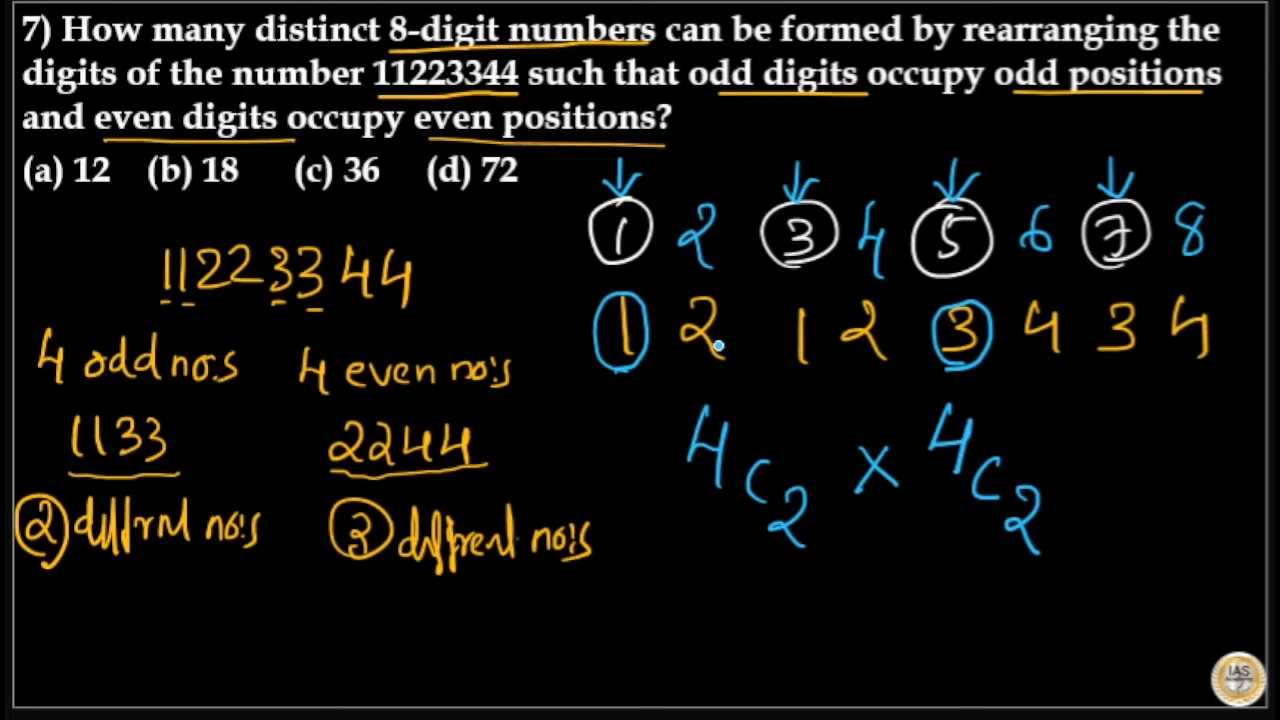 7) How many distinct 8-digit numbers can be formed by rearranging the
digits of the number 11223344 such that odd digits occupy odd positions
and even digits occupy even positions?
(a) 12 (b) 18 (c) 36 (d) 72
1 2 3 4 5 6 7 8
11223344
1 2 1 2 3 4 3 4
4 odd no.s 4 even no's
1133 2244
4C2 × 4C2
2 no's 3 no's
IAS